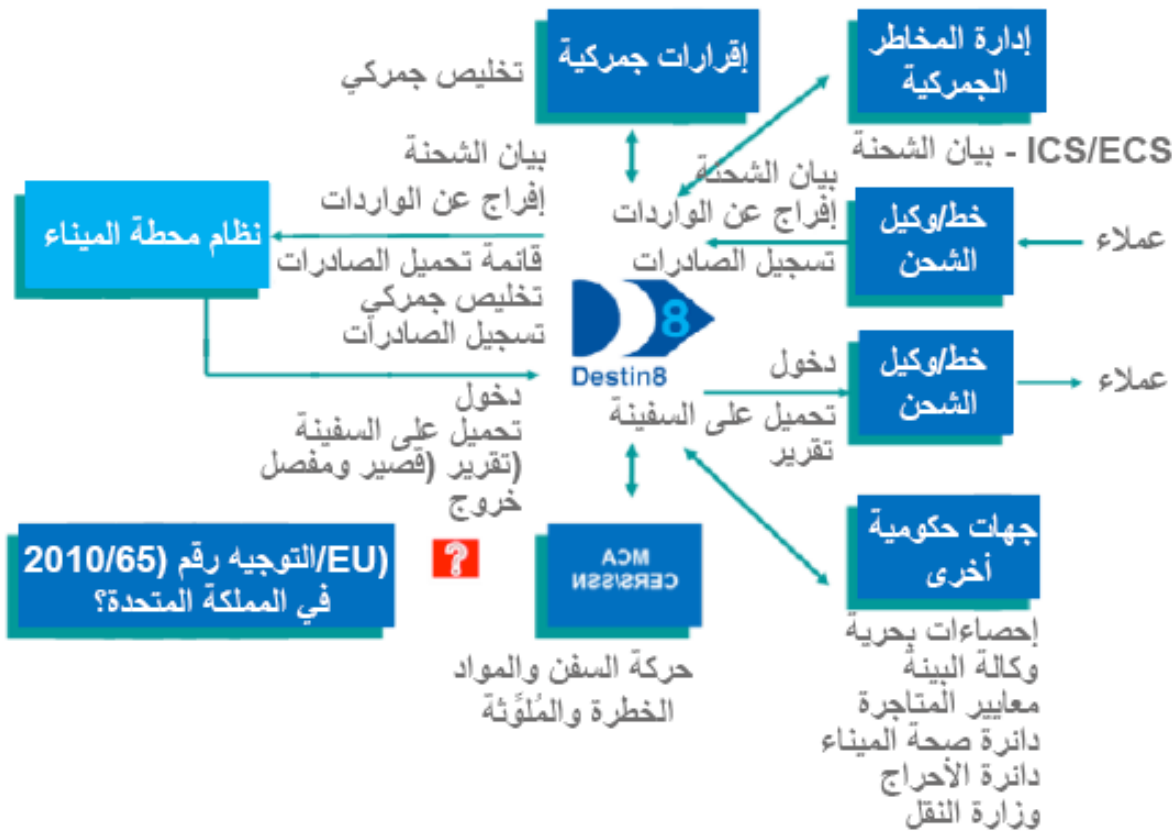 إدارة المخاطر
الجمركية
ICS/ECS - بيان الشحنة
إقرارات جمركية
تخليص جمركي
بيان الشحنة
إفراج عن الواردات
قائمة تحميل الصادرات
تخليص جمركي
تسجيل الصادرات
بيان الشحنة
إفراج عن الواردات
تسجيل الصادرات
خط/وكيل
الشحن
عملاء
نظام محطة الميناء
8
Destin8
دخول
تحميل على السفينة
تقرير
خط/وكيل
الشحن
عملاء
دخول
تحميل على السفينة
(تقرير (قصير ومفصل
خروج
(EU/التوجيه رقم (2010/65
في المملكة المتحدة؟
?
MCA
CERS/SSN
حركة السفن والمواد
الخطرة والمُلوِّثة
جهات حكومية
أخرى
إحصاءات بحرية
وكالة البيئة
معايير المتاجرة
دائرة صحة الميناء
دائرة الأحراج
وزارة النقل